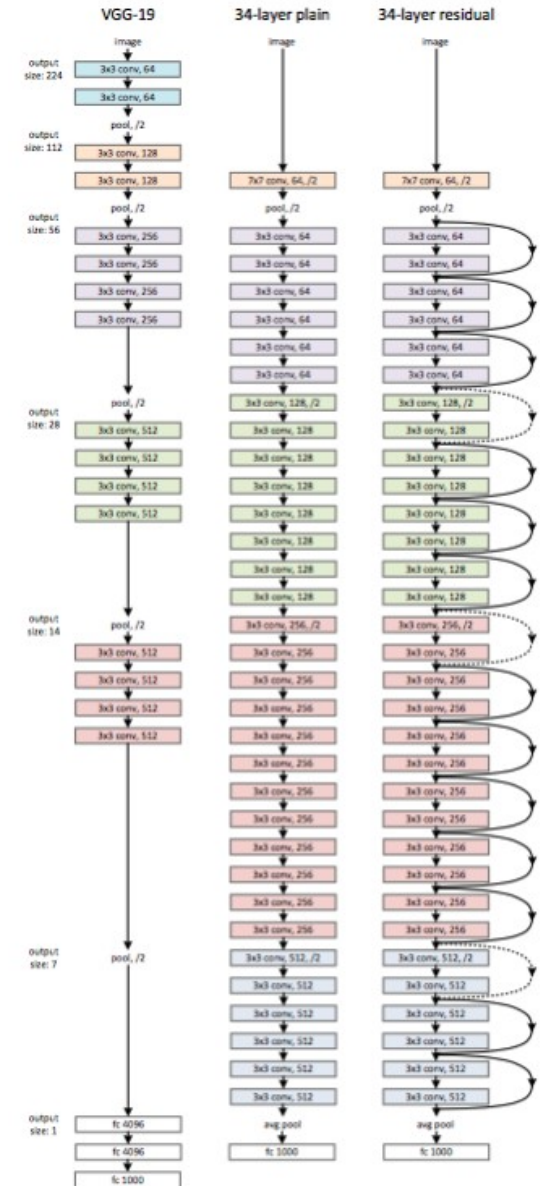 VGG-19
image
output
size: 224
3x3 conv, 64
3x3 conv, 64
pool, /2
output
size: 112
3x3 conv, 128
3x3 conv, 128
pool, /2
output
size: 56
3x3 conv, 256
3x3 conv, 256
3x3 conv, 256
3x3 conv, 256
pool, /2
output
size: 28
3x3 conv, 512
3x3 conv, 512
3x3 conv, 512
3x3 conv, 512
pool, /2
output
size: 14
3x3 conv, 512
3x3 conv, 512
3x3 conv, 512
3x3 conv, 512
output
size: 7
pool, /2
output
size: 1
fc 4096
fc 4096
fc 1000
34-layer plain
image
7x7 conv, 64, /2
pool, /2
3x3 conv, 64
3x3 conv, 64
3x3 conv, 64
3x3 conv, 64
3x3 conv, 64
3x3 conv, 64
3x3 conv, 128, /2
3x3 conv, 128
3x3 conv, 128
3x3 conv, 128
3x3 conv, 128
3x3 conv, 128
3x3 conv, 128
3x3 conv, 128
3x3 conv, 256, /2
3x3 conv, 256
3x3 conv, 256
3x3 conv, 256
3x3 conv, 256
3x3 conv, 256
3x3 conv, 256
3x3 conv, 256
3x3 conv, 256
3x3 conv, 256
3x3 conv, 256
3x3 conv, 256
3x3 conv, 512, /2
3x3 conv, 512
3x3 conv, 512
3x3 conv, 512
3x3 conv, 512
3x3 conv, 512
avg pool
fc 1000
34-layer residual
image
7x7 conv, 64, /2
pool, /2
3x3 conv, 64
3x3 conv, 64
3x3 conv, 64
3x3 conv, 64
3x3 conv, 64
3x3 conv, 64
3x3 conv, 128, /2
3x3 conv, 128
3x3 conv, 128
3x3 conv, 128
3x3 conv, 128
3x3 conv, 128
3x3 conv, 128
3x3 conv, 128
3x3 conv, 256, /2
3x3 conv, 256
3x3 conv, 256
3x3 conv, 256
3x3 conv, 256
3x3 conv, 256
3x3 conv, 256
3x3 conv, 256
3x3 conv, 256
3x3 conv, 256
3x3 conv, 256
3x3 conv, 256
3x3 conv, 512, /2
3x3 conv, 512
3x3 conv, 512
3x3 conv, 512
3x3 conv, 512
3x3 conv, 512
avg pool
fc 1000